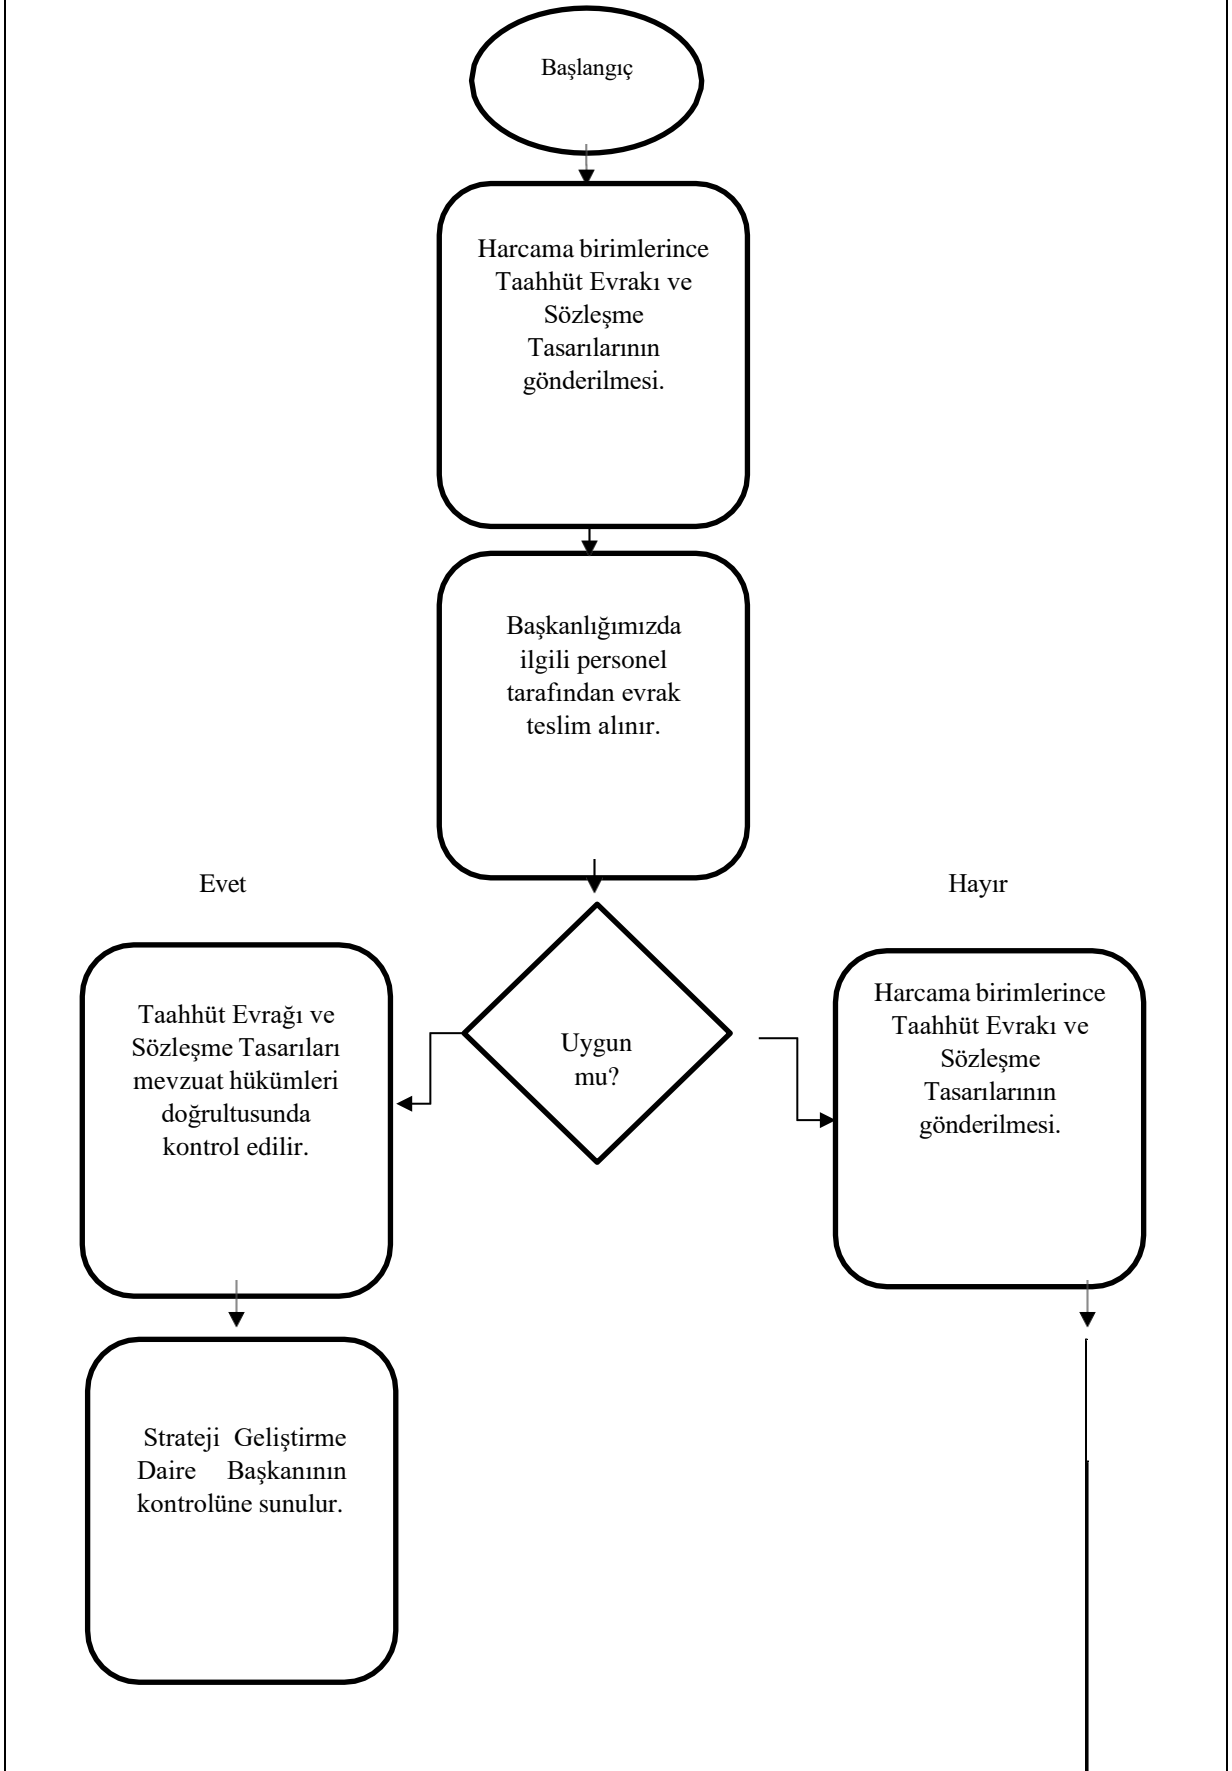 Başlangıç
Harcama birimlerince
Taahhüt Evrakı ve
Sözleşme
Tasarılarının
gönderilmesi.
Başkanlığımızda
ilgili personel
tarafından evrak
teslim alınır.
Evet
Hayır
Taahhüt Evrağı ve
Sözleşme Tasarıları
mevzuat hükümleri
doğrultusunda
kontrol edilir.
Uygun
mu?
Harcama birimlerince
Taahhüt Evrakı ve
Sözleşme
Tasarılarının
gönderilmesi.
Strateji Geliştirme
Daire Başkanının
kontrolüne sunulur.